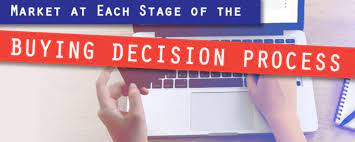 Market at Each Stage of the
BUYING DECISION PROCESS